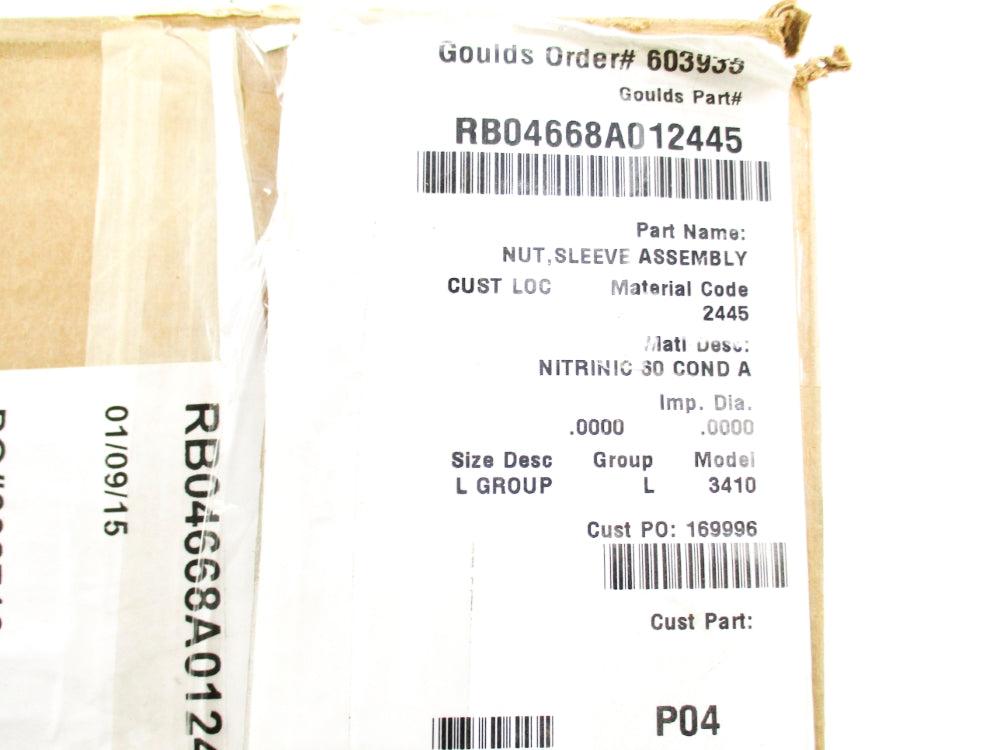 Goulds Order# 603935
Goulds Part#
RB04668A012445
Part Name:
NUT,SLEEVE ASSEMBLY
CUST LOC Material Code
2445
Matl Desc:
NITRINIC 60 COND A
Imp. Dia.
.0000 .0000
Size Desc Group Model
L GROUP L 3410
Cust PO: 169996
Cust Part:
P04
RB04668A0124
01/09/15